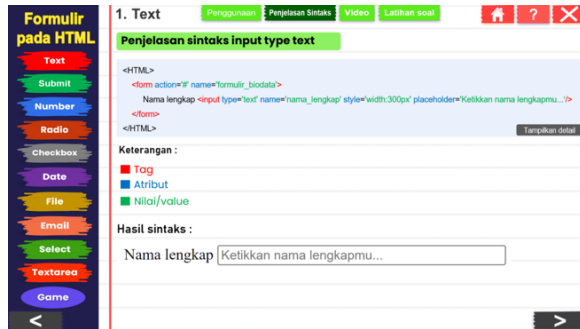 Formulir
pada HTML
Text
Submit
Number
Radio
Checkbox
Date
File
Email
Select
Textarea
Game
<
1. Text
Penggunaan
Penjelasan Sintaks
Video
Latihan soal
?
Penjelasan sintaks input type text
<HTML>
<form action='#' name='formulir_biodata'>
Nama lengkap <input type='text' name='nama_lengkap' style='width:300px' placeholder='Ketikkan nama lengkapmu...'/>
</form>
</HTML>
Tampilkan detail
Keterangan :
Tag
Atribut
Nilai/value
Hasil sintaks :
Nama lengkap Ketikkan nama lengkapmu...
>